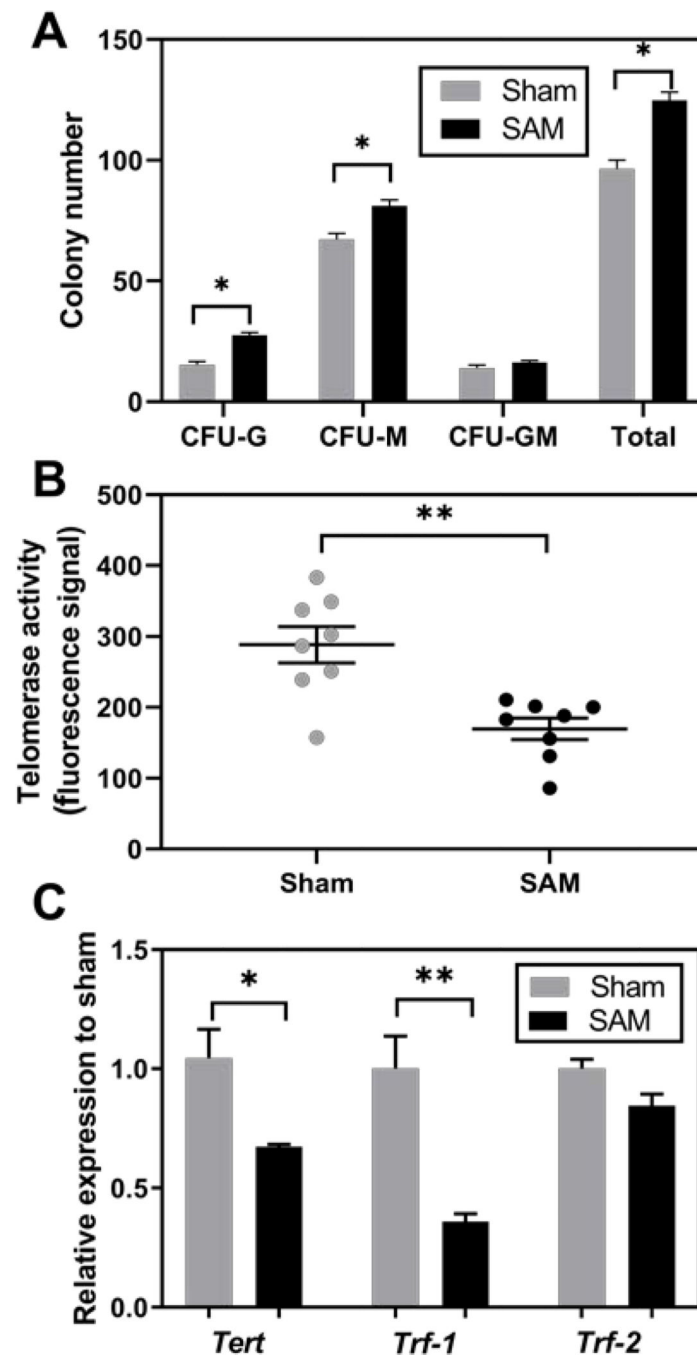 A
150
100
50
0
Colony number
Sham
SAM
*
*
*
CFU-G
CFU-M
CFU-GM
Total
B
500
400
300
200
100
0
Telomerase activity
(fluorescence signal)
**
Sham
SAM
C
1.5
1.0
0.5
0.0
Relative expression to sham
Sham
SAM
*
**
Tert
Trf-1
Trf-2